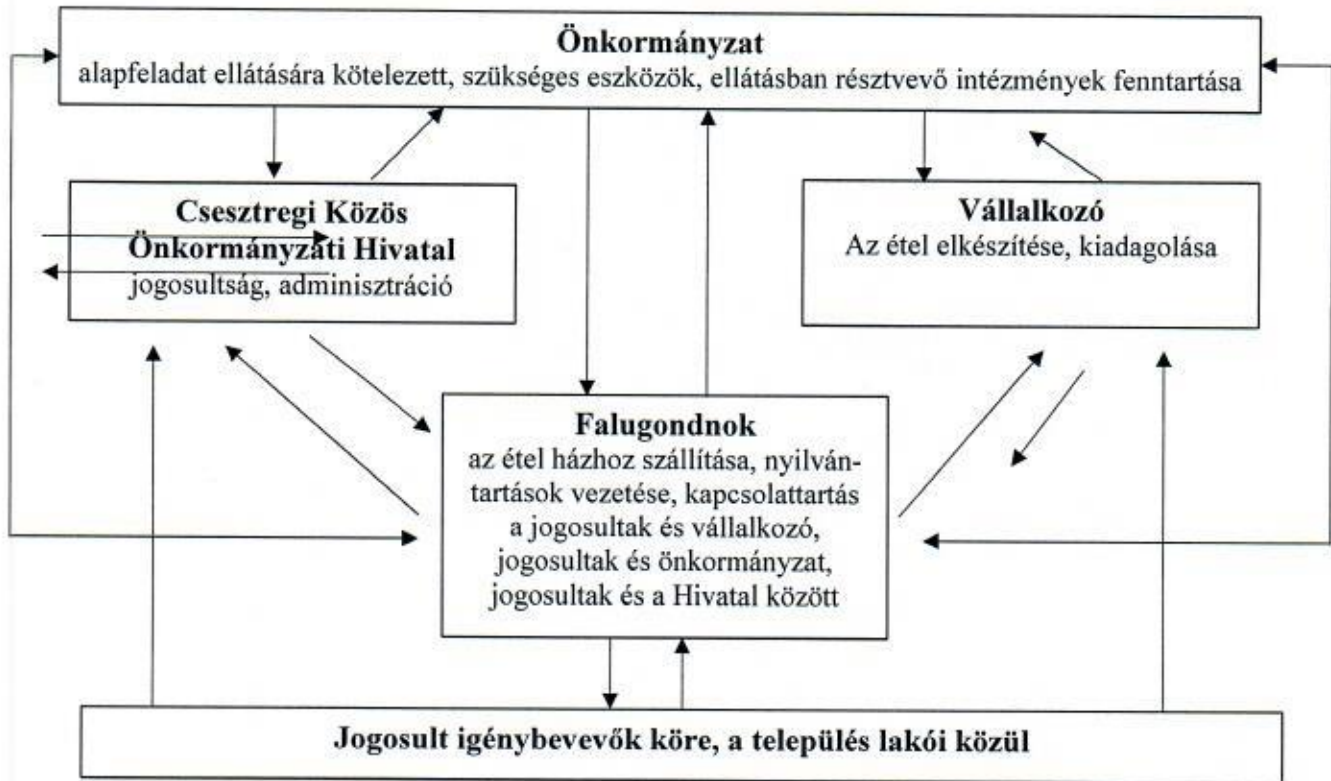 Önkormányzat
alapfeladat ellátására kötelezett, szükséges eszközök, ellátásban résztvevő intézmények fenntartása
Csesztregi Közös
Önkormányzati Hivatal
jogosultság, adminisztráció
Vállalkozó
Az étel elkészítése, kiadagolása
Falugondnok
az étel házhoz szállítása, nyilván-
tartások vezetése, kapcsolattartás
a jogosultak és vállalkozó,
jogosultak és önkormányzat,
jogosultak és a Hivatal között
Jogosult igénybevevők köre, a település lakói közül